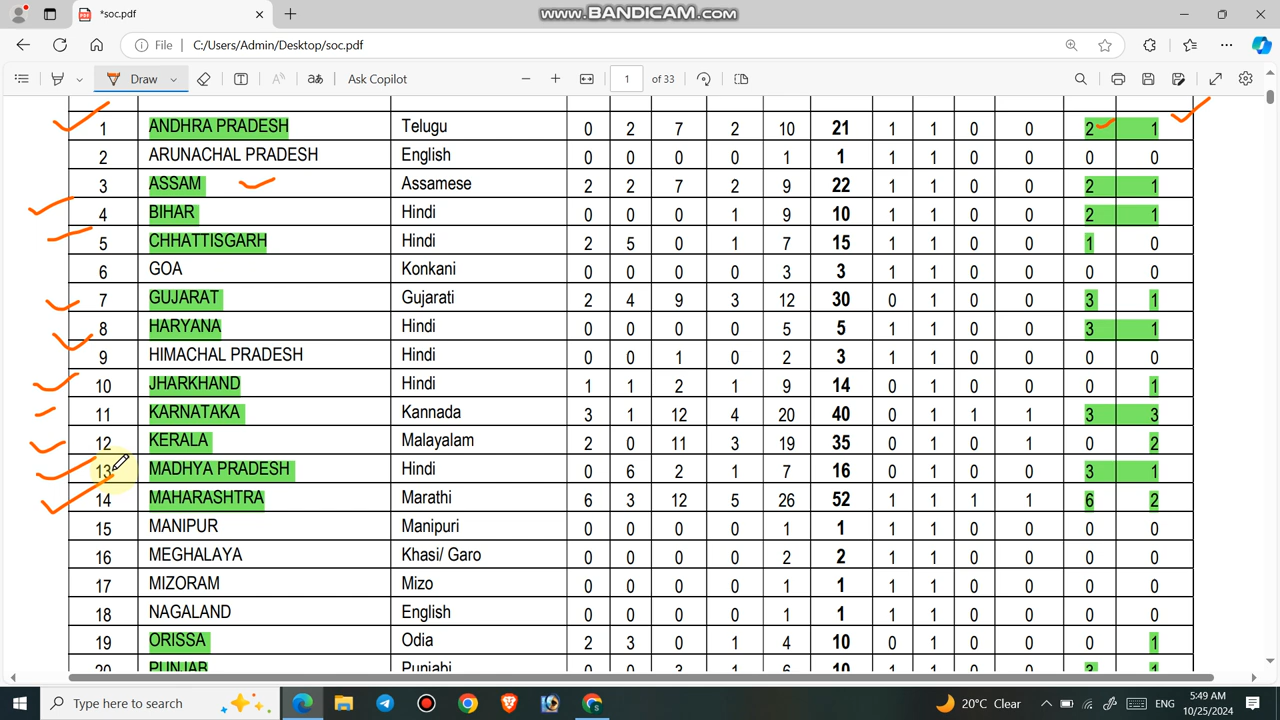 WWW.BANDICAM.COM
*soc.pdf
File C:/Users/Admin/Desktop/soc.pdf
Draw Ask Copilot 1 of 33
1 ANDHRA PRADESH Telugu 0 2 7 2 10 21 1 1 0 0 2 1
2 ARUNACHAL PRADESH English 0 0 0 0 1 1 1 1 0 0 0 0
3 ASSAM Assamese 2 2 7 2 9 22 1 1 0 0 2 1
4 BIHAR Hindi 0 0 0 1 9 10 1 1 0 0 2 1
5 CHHATTISGARH Hindi 2 5 0 1 7 15 1 1 0 0 1 0
6 GOA Konkani 0 0 0 0 3 3 1 1 0 0 0 0
7 GUJARAT Gujarati 2 4 9 3 12 30 0 1 0 0 3 1
8 HARYANA Hindi 0 0 0 0 5 5 1 1 0 0 3 1
9 HIMACHAL PRADESH Hindi 0 0 1 0 2 3 1 1 0 0 0 0
10 JHARKHAND Hindi 1 1 2 1 9 14 0 1 0 0 0 1
11 KARNATAKA Kannada 3 1 12 4 20 40 0 1 1 1 3 3
12 KERALA Malayalam 2 0 11 3 19 35 0 1 0 1 0 2
13 MADHYA PRADESH Hindi 0 6 2 1 7 16 0 1 0 0 3 1
14 MAHARASHTRA Marathi 6 3 12 5 26 52 1 1 1 1 6 2
15 MANIPUR Manipuri 0 0 0 0 1 1 1 1 0 0 0 0
16 MEGHALAYA Khasi/ Garo 0 0 0 0 2 2 1 1 0 0 0 0
17 MIZORAM Mizo 0 0 0 0 1 1 1 1 0 0 0 0
18 NAGALAND English 0 0 0 0 1 1 1 1 0 0 0 0
19 ORISSA Odia 2 3 0 1 4 10 0 1 0 0 0 1
20 PUNJAB Punjabi 0 0 3 1 6 10 1 1 0 0 3 1
Type here to search 20°C Clear ENG 5:49 AM
10/25/2024